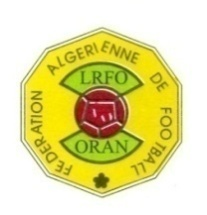 FEDERATION ALGERIENNE DE FOOTBALL
LRFO
ORAN